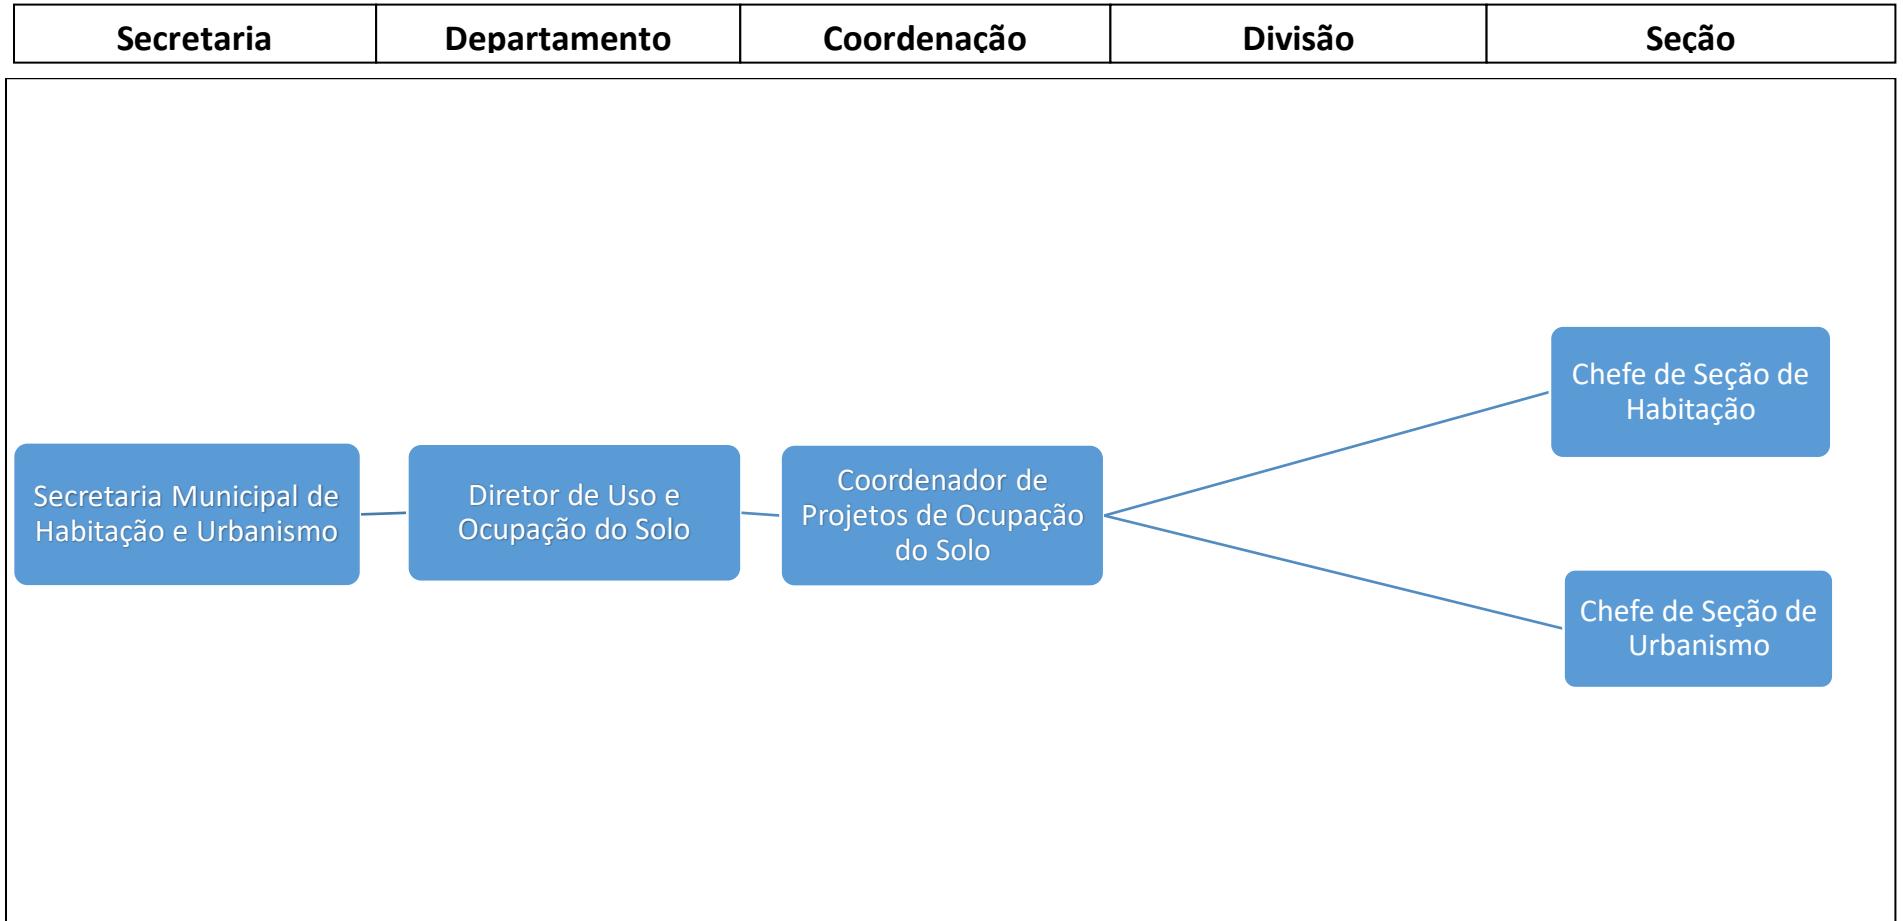 Secretaria
Departamento
Coordenação
Divisão
Seção
Secretaria Municipal de
Habitação e Urbanismo
Diretor de Uso e
Ocupação do Solo
Coordenador de
Projetos de Ocupação
do Solo
Chefe de Seção de
Habitação
Chefe de Seção de
Urbanismo